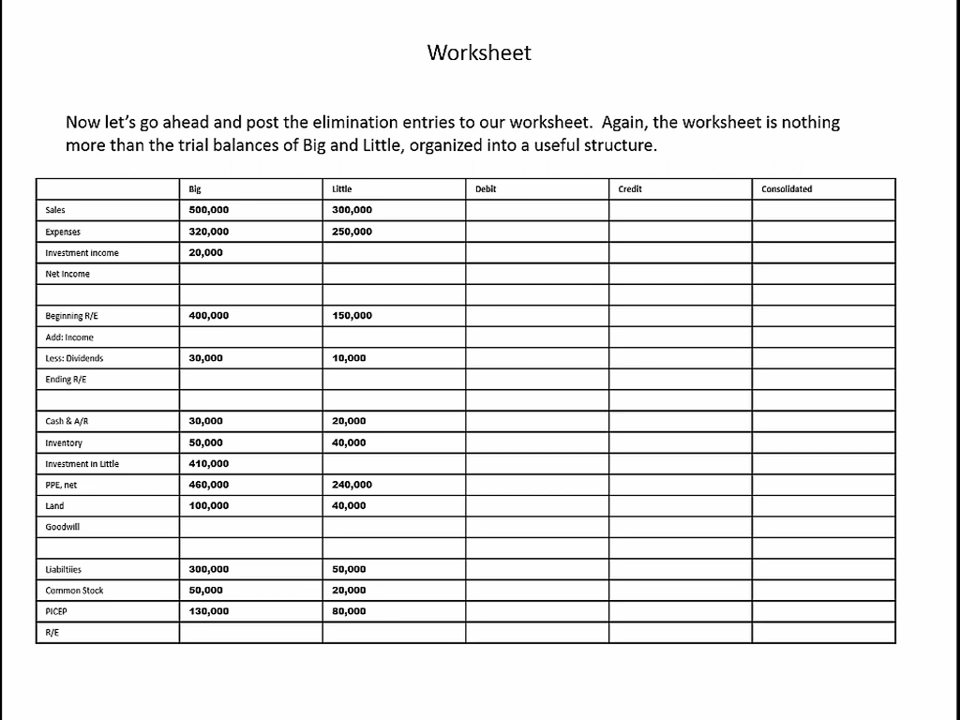 Worksheet
Now let's go ahead and post the elimination entries to our worksheet. Again, the worksheet is nothing
more than the trial balances of Big and Little, organized into a useful structure.
Big Little Debit Credit Consolidated
Sales 500,000 300,000
Expenses 320,000 250,000
Investment income 20,000
Net Income
Beginning R/E 400,000 150,000
Add: Income
Less: Dividends 30,000 10,000
Ending R/E
Cash & A/R 30,000 20,000
Inventory 50,000 40,000
Investment in Little 410,000
PPE, net 460,000 240,000
Land 100,000 40,000
Goodwill
Liabiltiies 300,000 50,000
Common Stock 50,000 20,000
PICEP 130,000 80,000
R/E